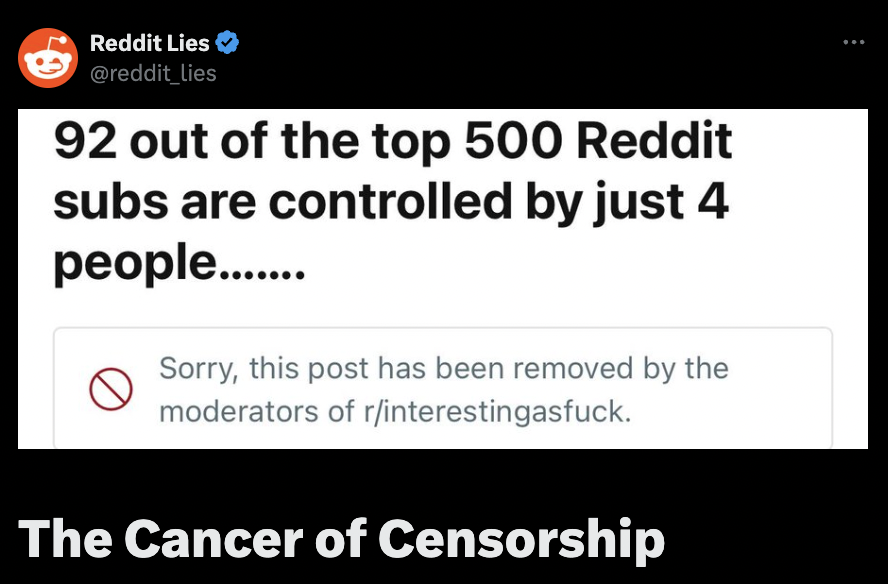 Reddit Lies
@reddit_lies
92 out of the top 500 Reddit
subs are controlled by just 4
people.......
Sorry, this post has been removed by the
moderators of r/interestingasfuck.
The Cancer of Censorship